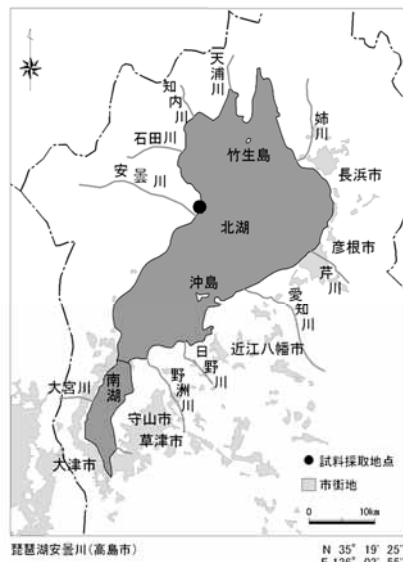 天浦川
知内川
石田川
安曇川
竹生島
姉川
長浜市
北湖
彦根市
芹川
沖島
愛知川
近江八幡市
日野川
野洲川
大宮川
南湖
守山市
草津市
大津市
試料採取地点
市街地
0 10km
琵琶湖安曇川(高島市)
N 35° 19' 25"
E 136° 03' 55"